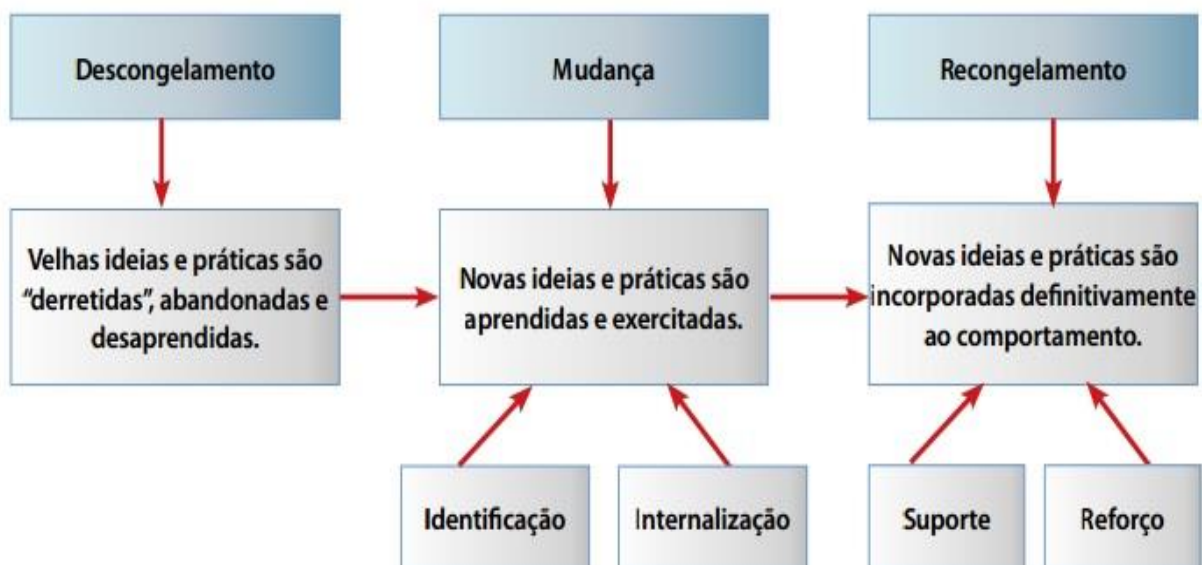 Descongelamento
Mudança
Recongelamento
Velhas ideias e práticas são
“derretidas”, abandonadas e
desaprendidas.
Novas ideias e práticas são
aprendidas e exercitadas.
Novas ideias e práticas são
incorporadas definitivamente
ao comportamento.
Identificação
Internalização
Suporte
Reforço